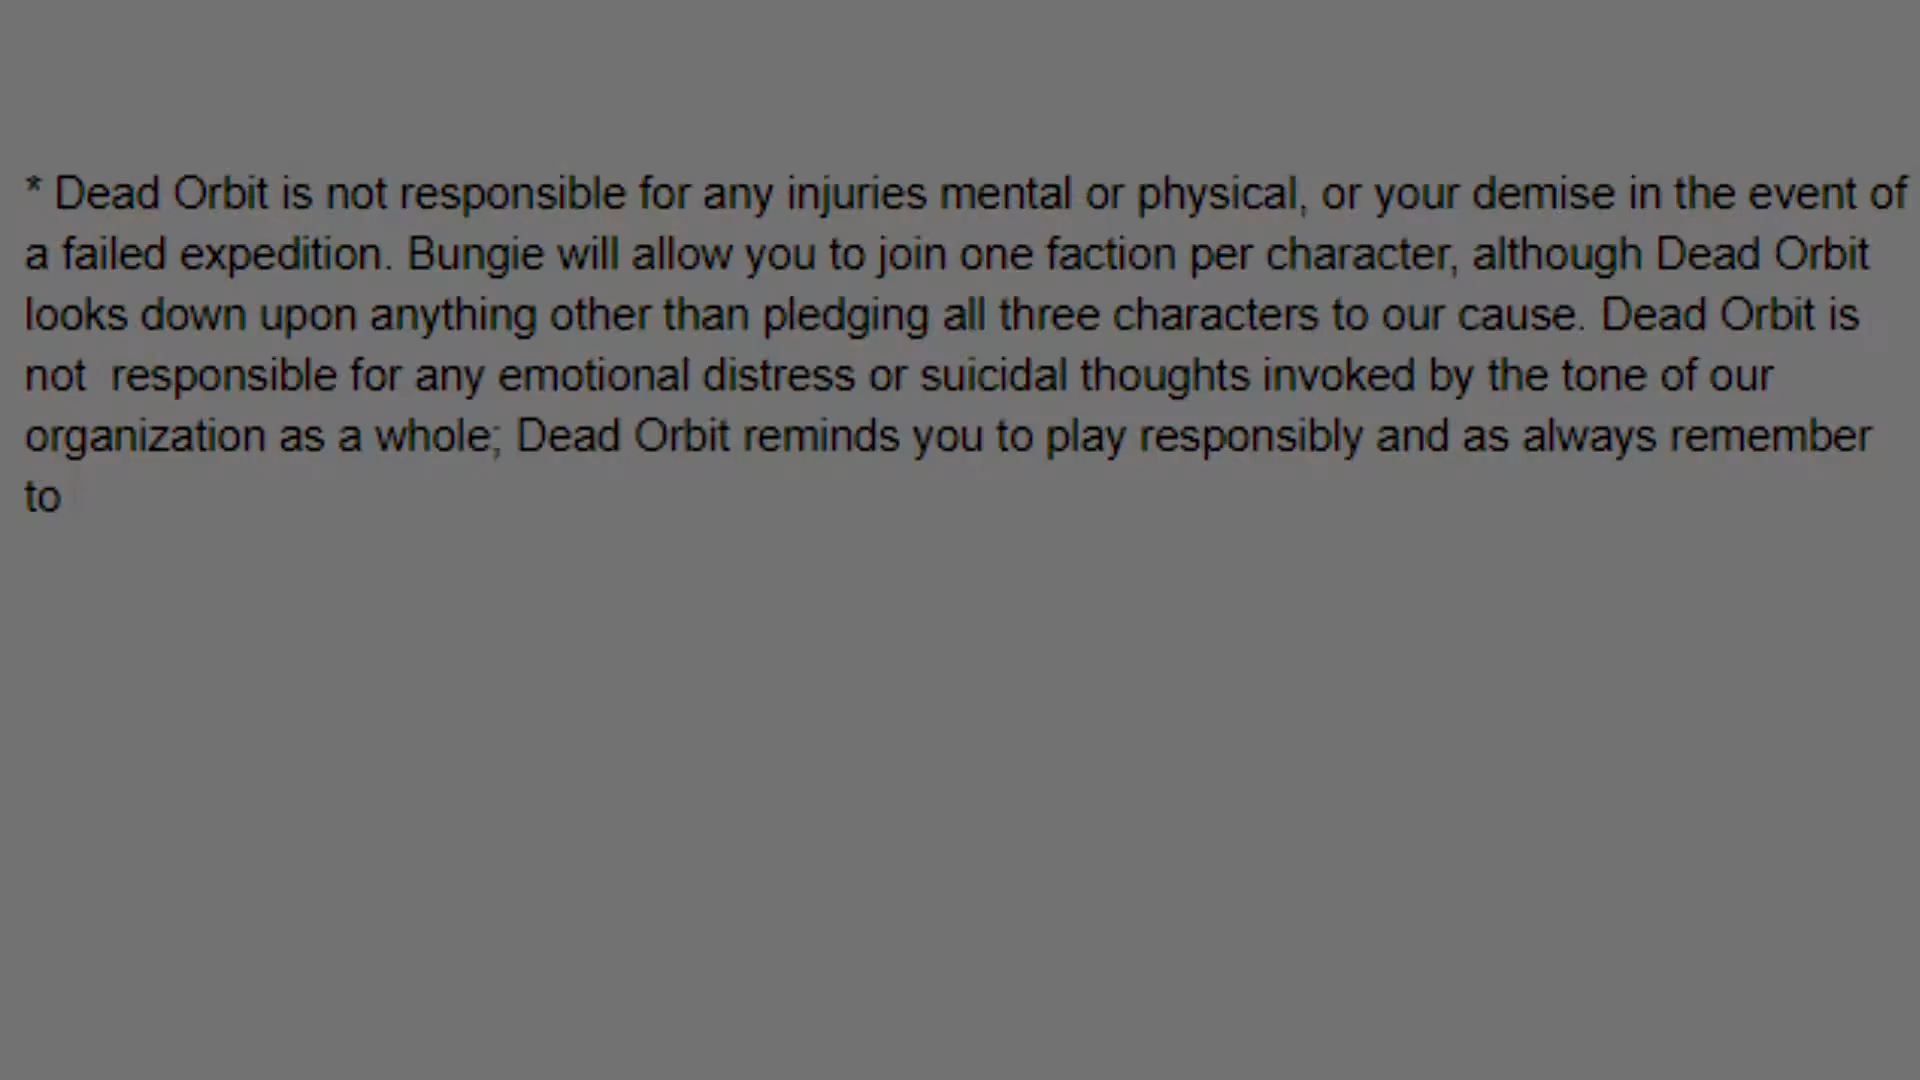 * Dead Orbit is not responsible for any injuries mental or physical, or your demise in the event of
a failed expedition. Bungie will allow you to join one faction per character, although Dead Orbit
looks down upon anything other than pledging all three characters to our cause. Dead Orbit is
not  responsible for any emotional distress or suicidal thoughts invoked by the tone of our
organization as a whole; Dead Orbit reminds you to play responsibly and as always remember
to